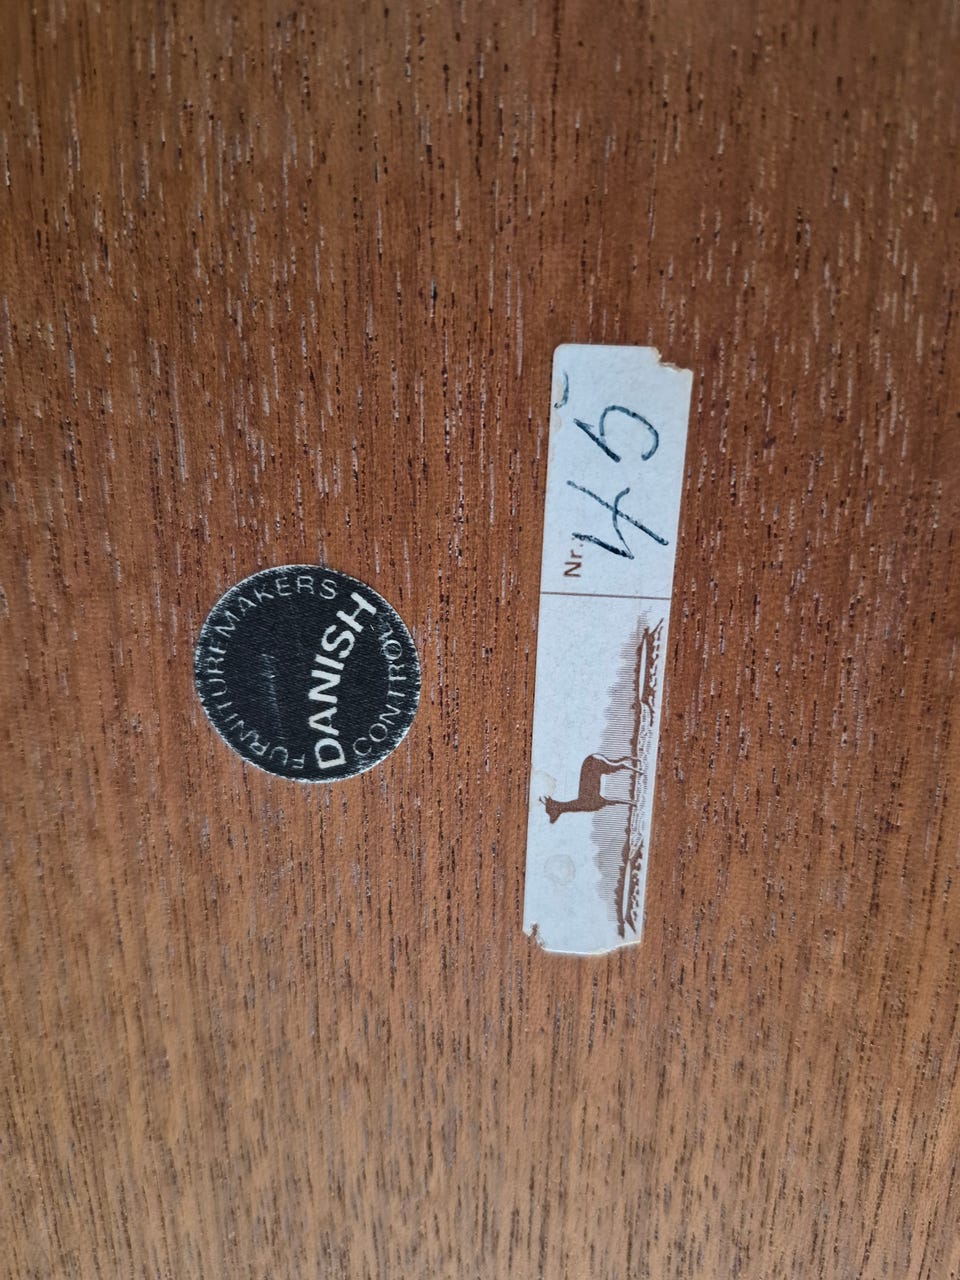 FURNITUREMAKERS
DANISH
CONTROL
Nr. 45